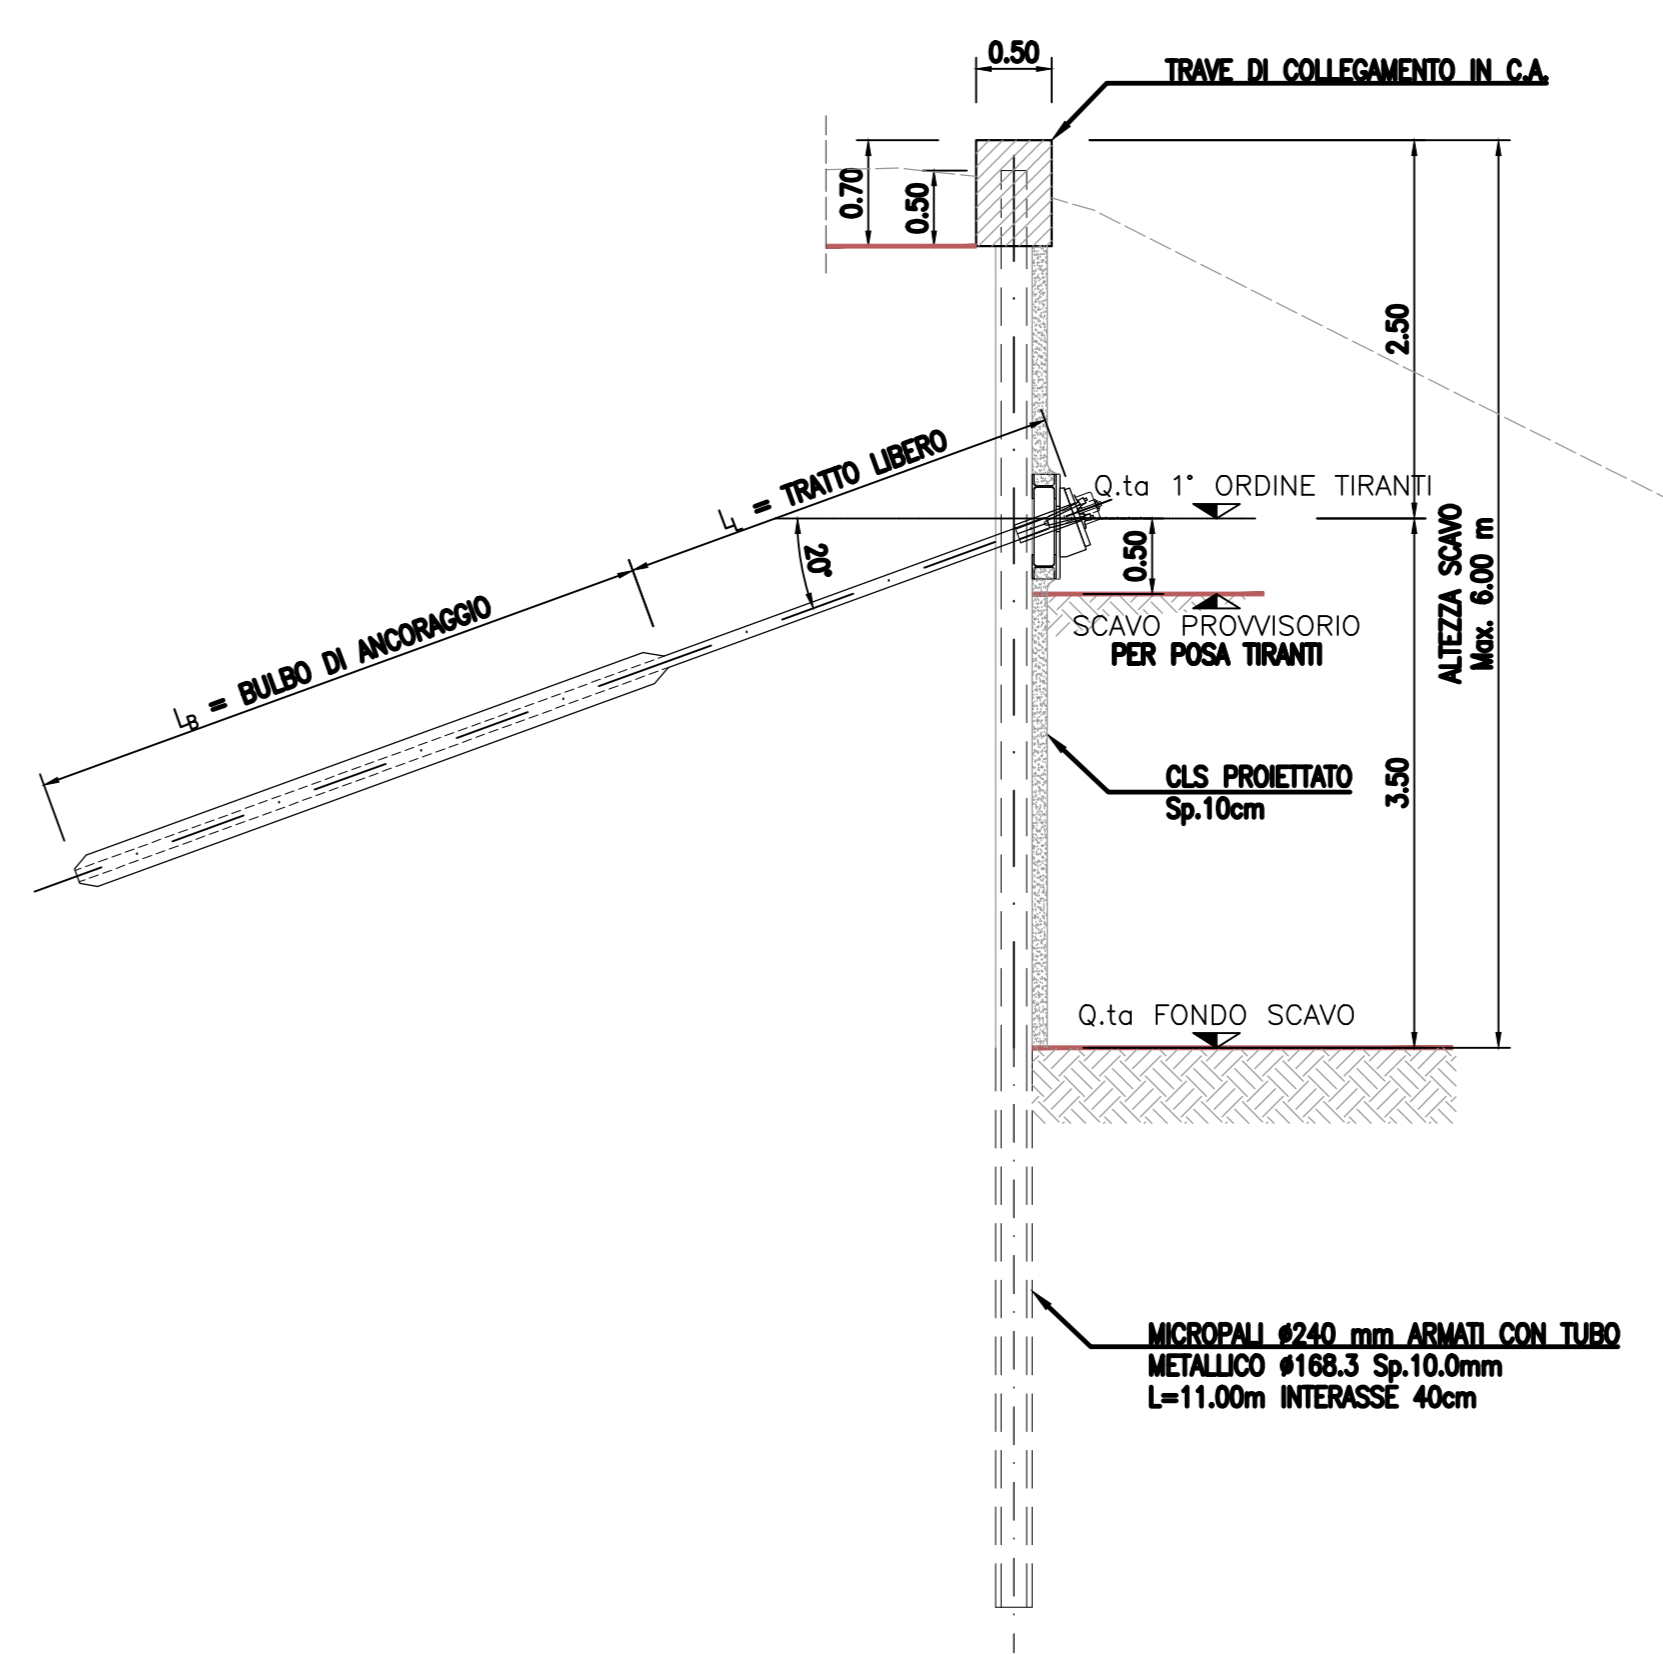 0.50
TRAVE DI COLLEGAMENTO IN C.A.
0.70
0.50
2.50
L_L = TRATTO LIBERO
Q.ta 1° ORDINE TIRANTI
20°
0.50
ALTEZZA SCAVO
Max. 6.00 m
L_B = BULBO DI ANCORAGGIO
SCAVO PROVVISORIO
PER POSA TIRANTI
CLS PROIETTATO
Sp.10cm
3.50
Q.ta FONDO SCAVO
MICROPALI ø240 mm ARMATI CON TUBO
METALLICO ø168.3 Sp.10.0mm
L=11.00m INTERASSE 40cm